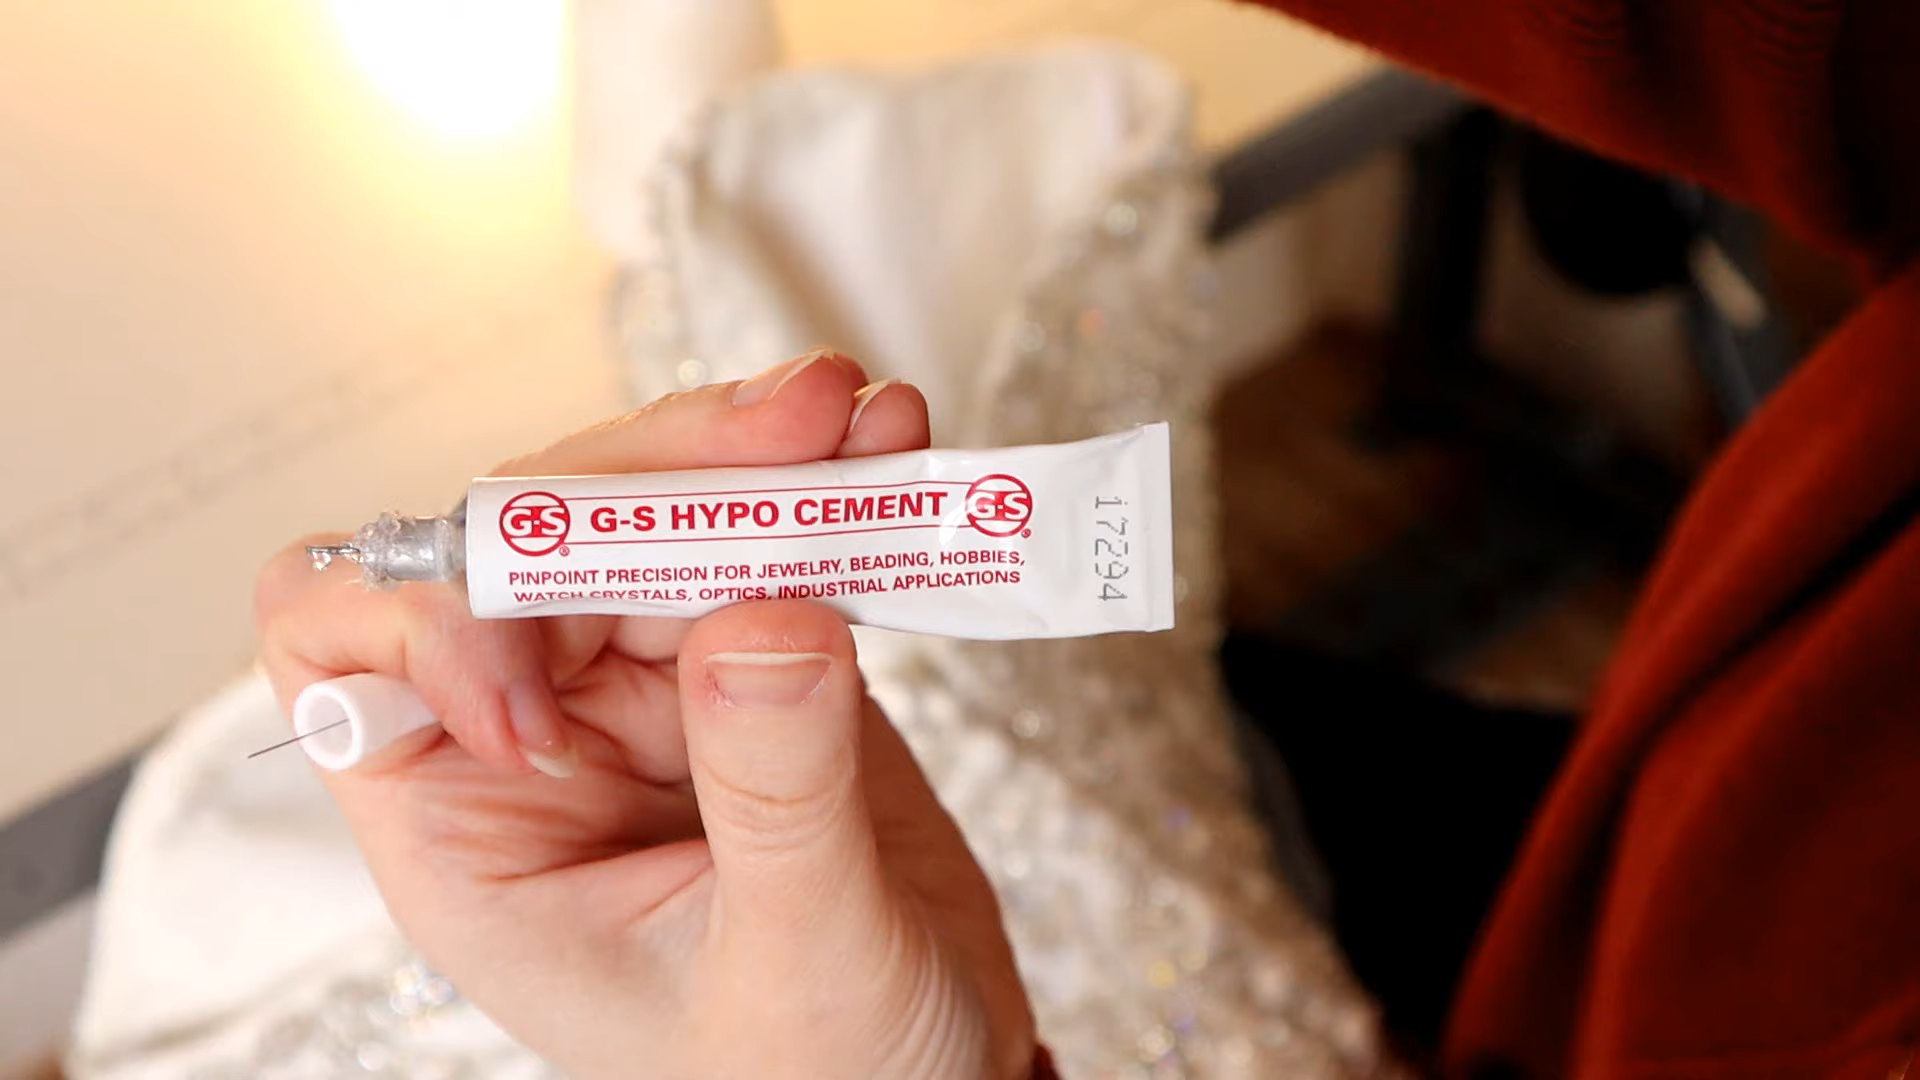 G-S G-S HYPO CEMENT G-S
PINPOINT PRECISION FOR JEWELRY, BEADING, HOBBIES,
WATCH CRYSTALS, OPTICS, INDUSTRIAL APPLICATIONS
17294